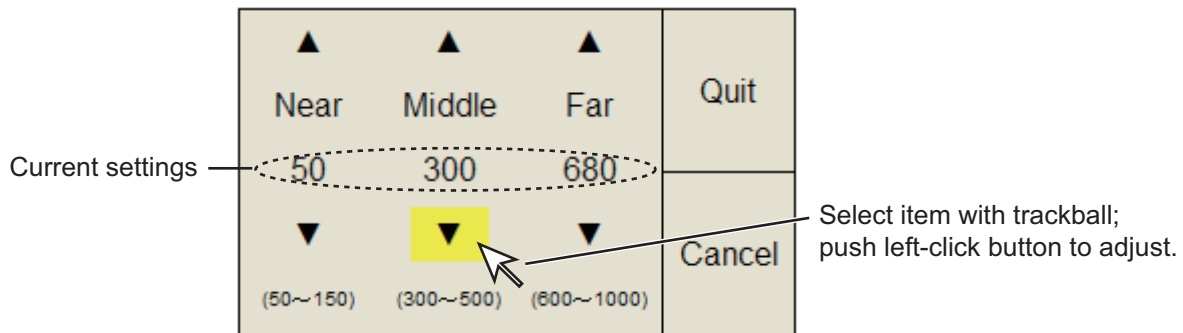 ▲ ▲ ▲
Near Middle Far
Quit
Current settings
50 300 680
▼ ▼ ▼
Select item with trackball;
push left-click button to adjust.
Cancel
(50～150) (300～500) (600～1000)